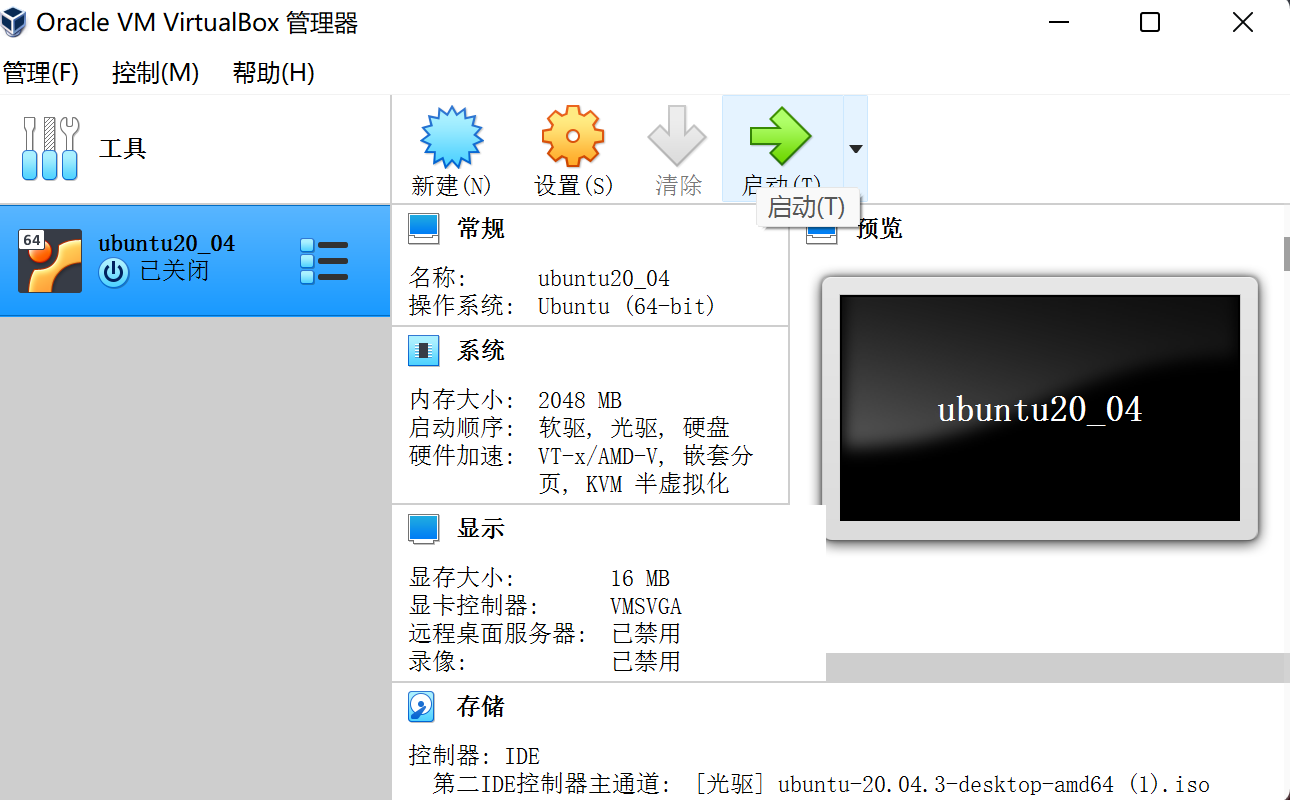 Oracle VM VirtualBox 管理器
管理(F) 控制(M) 帮助(H)
工具
新建(N) 设置(S) 清除 启动(T)
启动(T)
64
ubuntu20_04
已关闭
常规
名称: ubuntu20_04
操作系统: Ubuntu (64-bit)
系统
内存大小: 2048 MB
启动顺序: 软驱, 光驱, 硬盘
硬件加速: VT-x/AMD-V, 嵌套分
页, KVM 半虚拟化
显示
显存大小: 16 MB
显卡控制器: VMSVGA
远程桌面服务器: 已禁用
录像: 已禁用
存储
控制器: IDE
第二IDE控制器主通道: [光驱] ubuntu-20.04.3-desktop-amd64 (1).iso
预览
ubuntu20_04